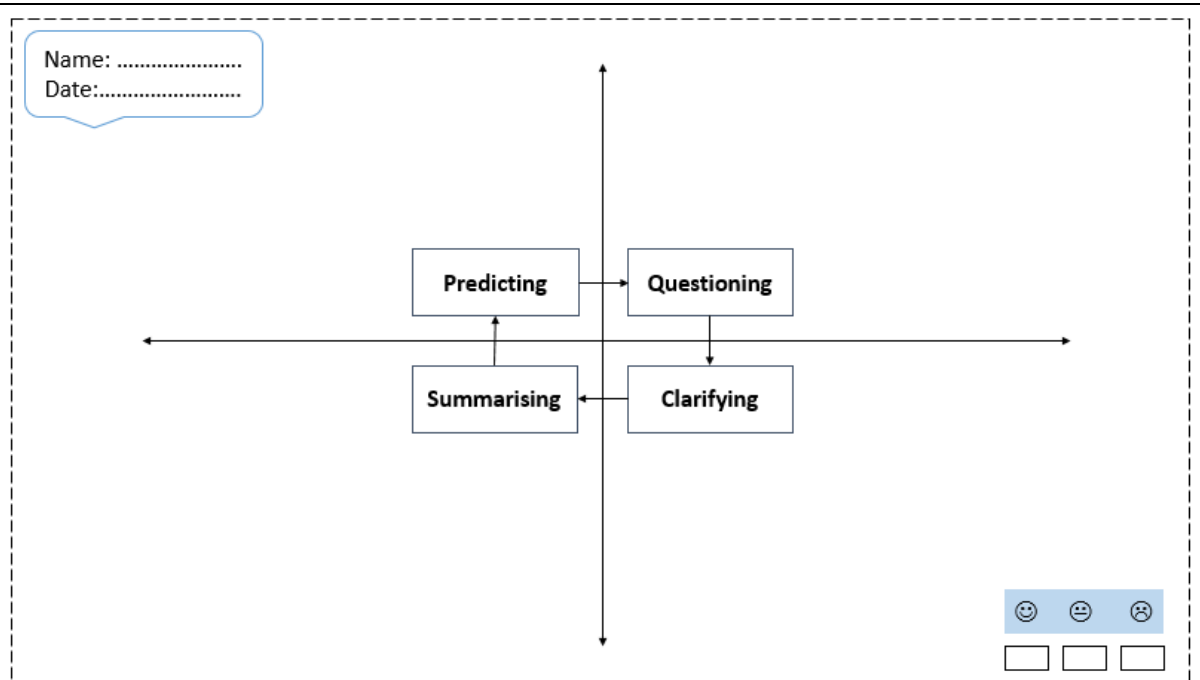 Name: ......................
Date:.........................
Predicting
Questioning
Summarising
Clarifying